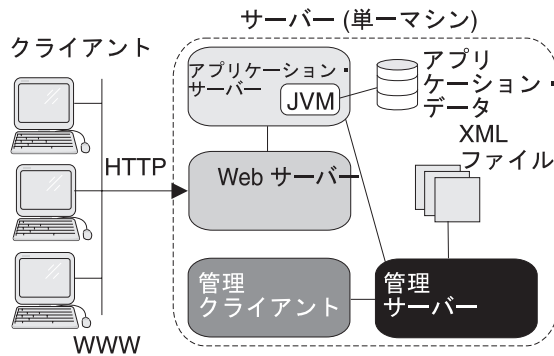 サーバー (単一マシン)
クライアント
アプリケーション・
サーバー
JVM
アプリ
ケーション・
データ
XML
ファイル
HTTP
Web サーバー
管理
クライアント
管理
サーバー
WWW